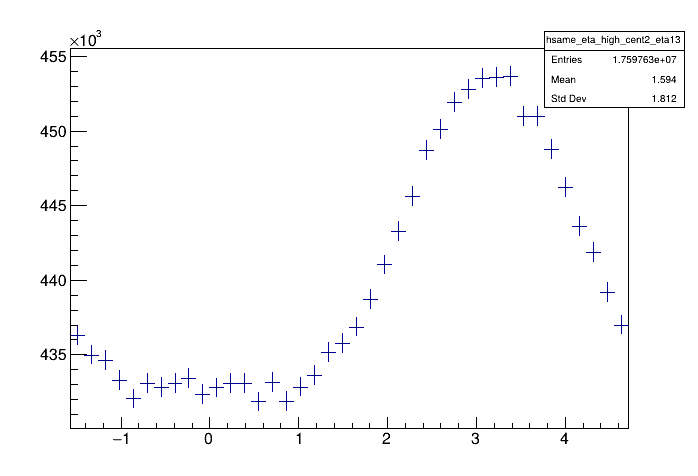 ×10³
hsame_eta_high_cent2_eta13
Entries 1.759763e+07
Mean 1.594
Std Dev 1.812
455
450
445
440
435
−1 0 1 2 3 4